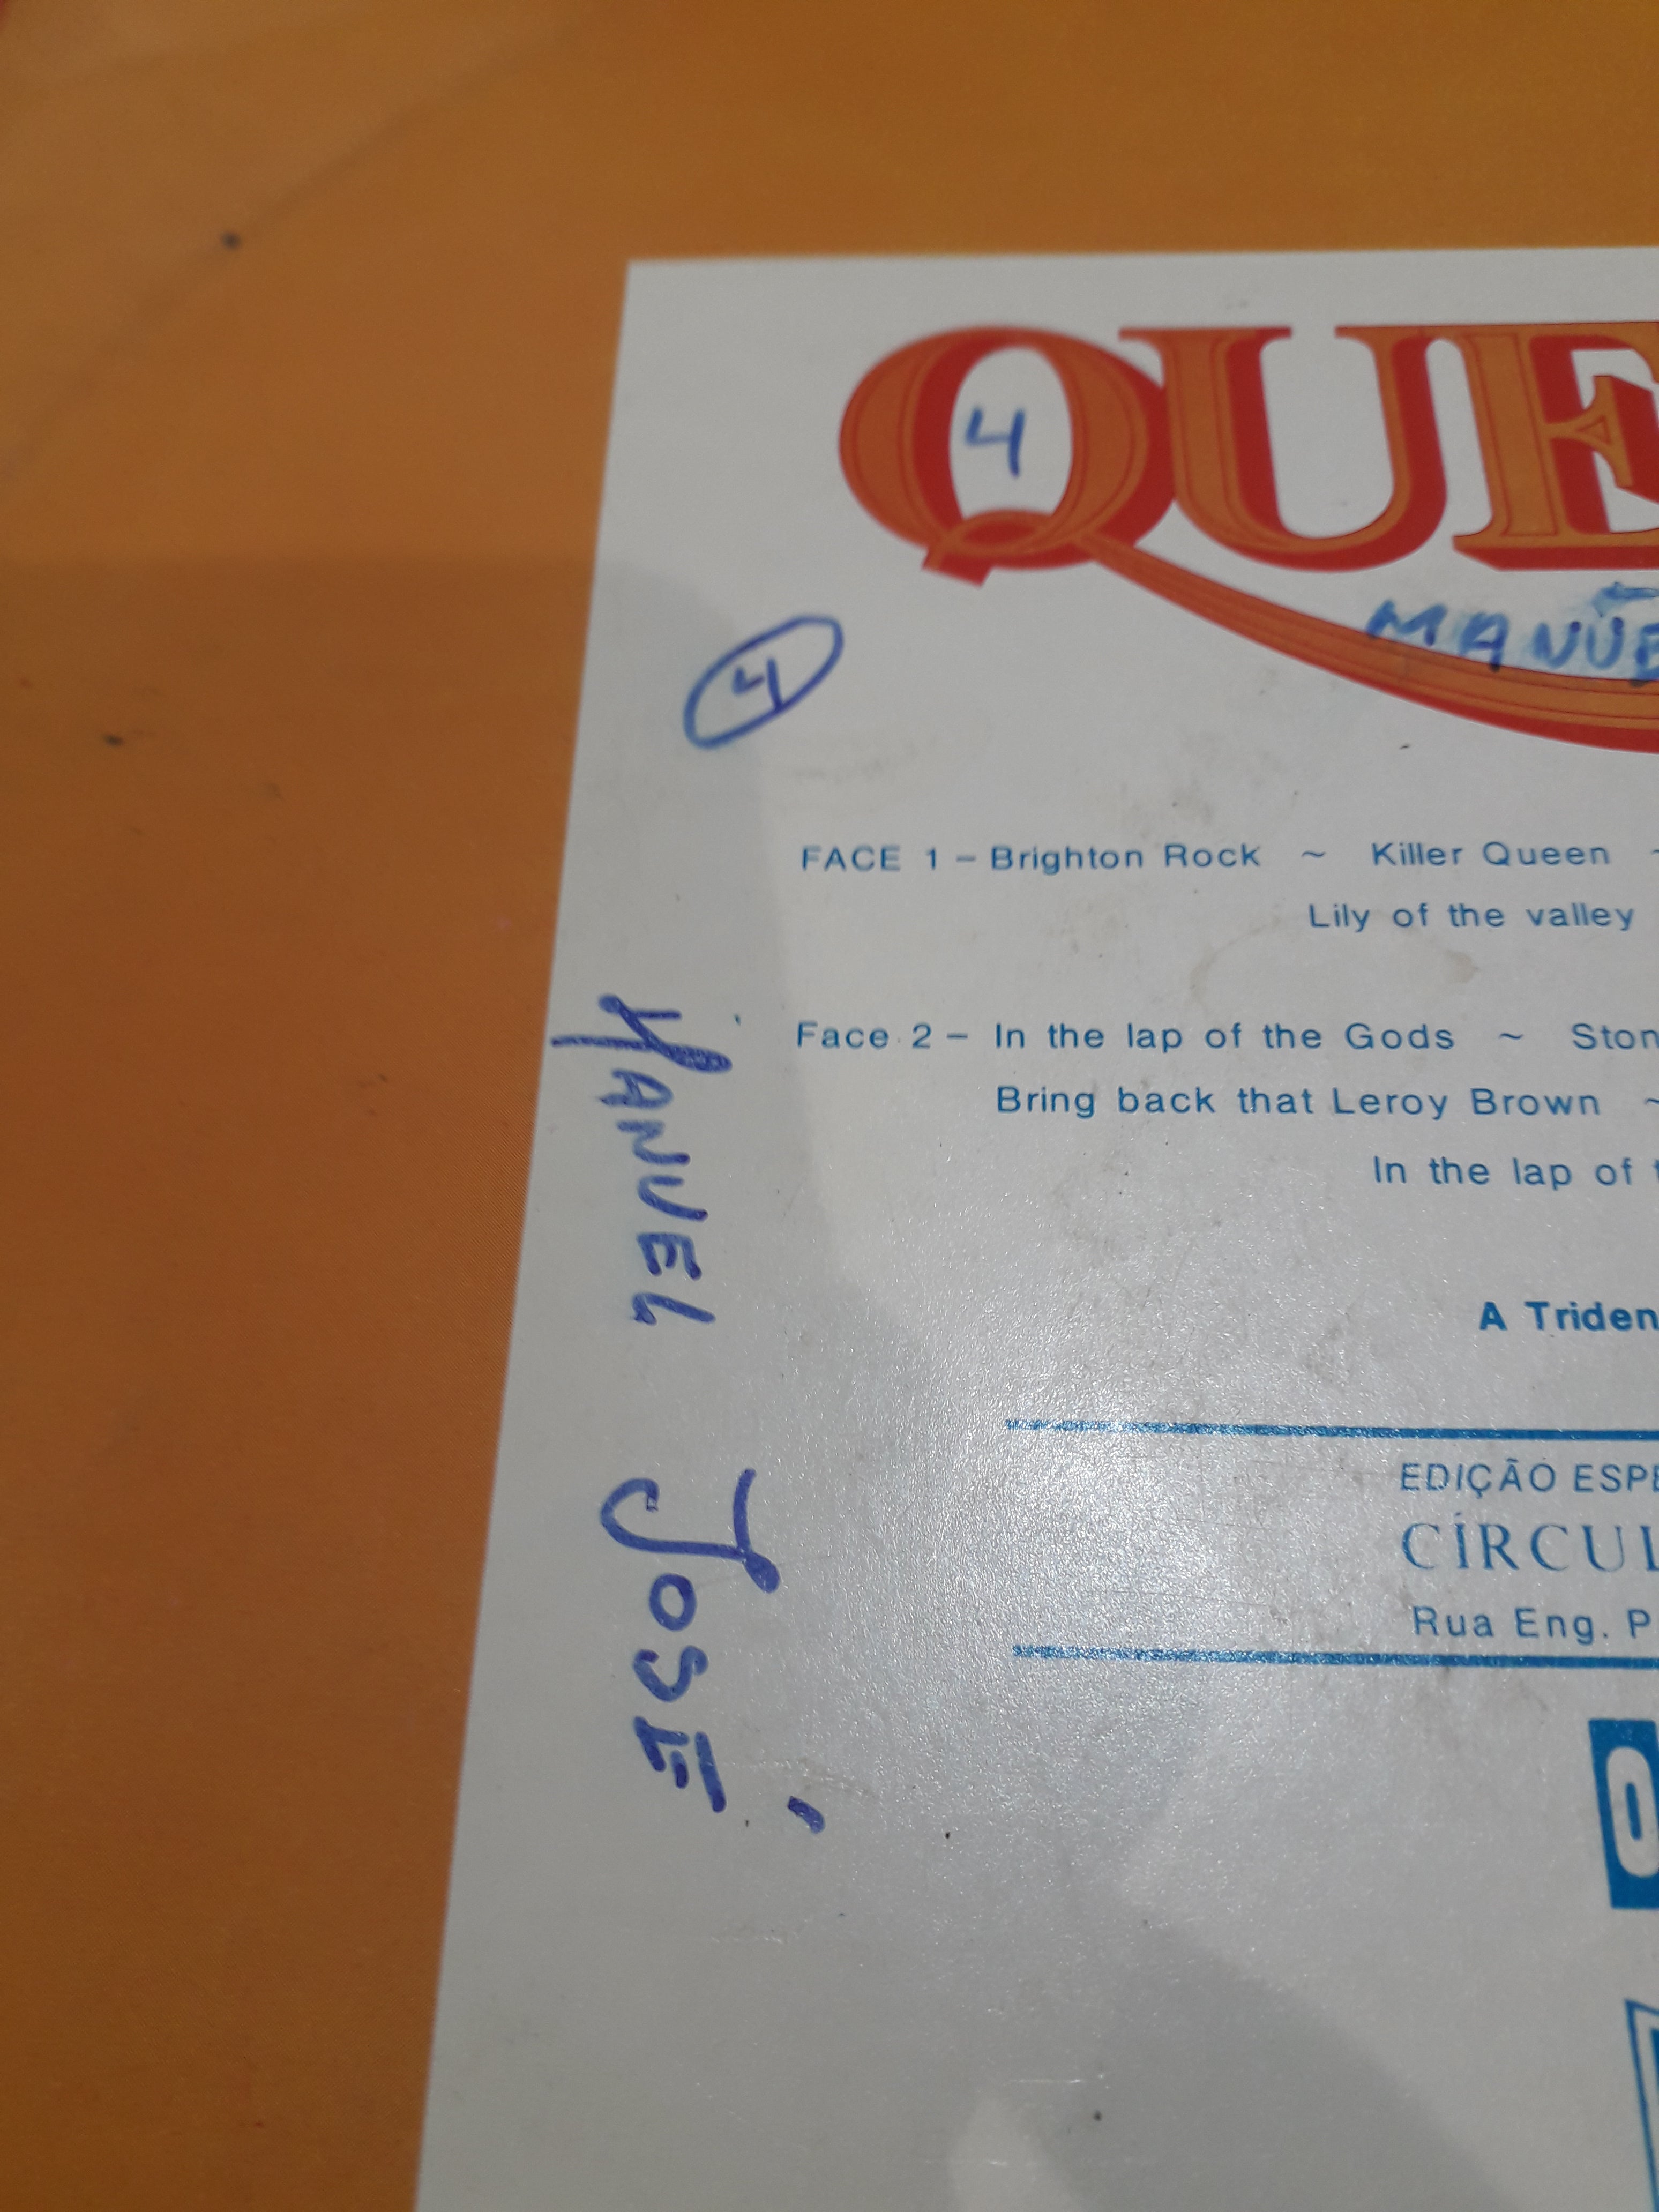 QUE
4
MANUE
4
FACE 1 – Brighton Rock ~ Killer Queen ~
Lily of the valley
Face 2 – In the lap of the Gods ~ Ston
Bring back that Leroy Brown ~
In the lap of t
A Triden
EDIÇÃO ESPE
CÍRCUL
Rua Eng. P
MANUEL JOSÉ